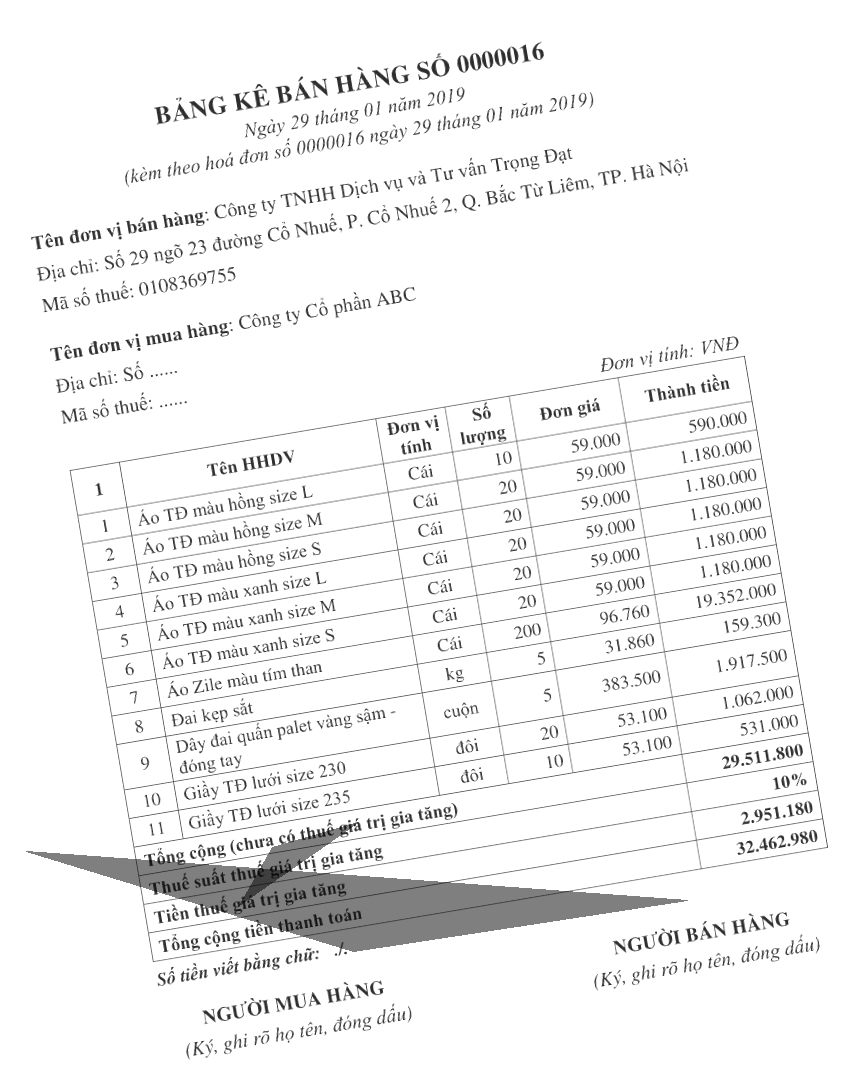 BẢNG KÊ BÁN HÀNG SỐ 0000016
Ngày 29 tháng 01 năm 2019
(kèm theo hoá đơn số 0000016 ngày 29 tháng 01 năm 2019)
Tên đơn vị bán hàng: Công ty TNHH Dịch vụ và Tư vấn Trọng Đạt
Địa chỉ: Số 29 ngõ 23 đường Cổ Nhuế, P. Cổ Nhuế 2, Q. Bắc Từ Liêm, TP. Hà Nội
Mã số thuế: 0108369755
Tên đơn vị mua hàng: Công ty Cổ phần ABC
Địa chỉ: Số ......
Mã số thuế: ......
Đơn vị tính: VNĐ
1 Tên HHDV Đơn vị tính Số lượng Đơn giá Thành tiền
1 Áo TĐ màu hồng size L Cái 10 59.000 590.000
2 Áo TĐ màu hồng size M Cái 20 59.000 1.180.000
3 Áo TĐ màu hồng size S Cái 20 59.000 1.180.000
4 Áo TĐ màu xanh size L Cái 20 59.000 1.180.000
5 Áo TĐ màu xanh size M Cái 20 59.000 1.180.000
6 Áo TĐ màu xanh size S Cái 20 59.000 1.180.000
7 Áo Zile màu tím than Cái 200 96.760 19.352.000
8 Đai kẹp sắt kg 5 31.860 159.300
9 Dây đai quấn palet vàng sậm - đóng tay cuộn 5 383.500 1.917.500
10 Giầy TĐ lưới size 230 đôi 20 53.100 1.062.000
11 Giầy TĐ lưới size 235 đôi 10 53.100 531.000
Tổng cộng (chưa có thuế giá trị gia tăng) 29.511.800
Thuế suất thuế giá trị gia tăng 10%
Tiền thuế giá trị gia tăng 2.951.180
Tổng cộng tiền thanh toán 32.462.980
Số tiền viết bằng chữ: ./.
NGƯỜI MUA HÀNG NGƯỜI BÁN HÀNG
(Ký, ghi rõ họ tên, đóng dấu) (Ký, ghi rõ họ tên, đóng dấu)